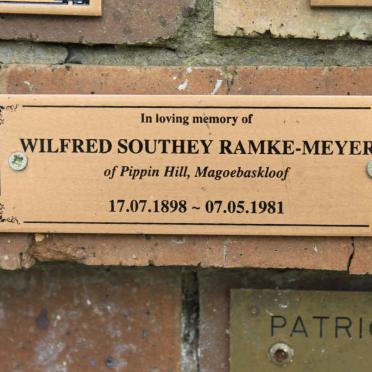 In loving memory of
WILFRED SOUTHEY RAMKE-MEYER
of Pippin Hill, Magoebaskloof
17.07.1898 ~ 07.05.1981
PATRIC